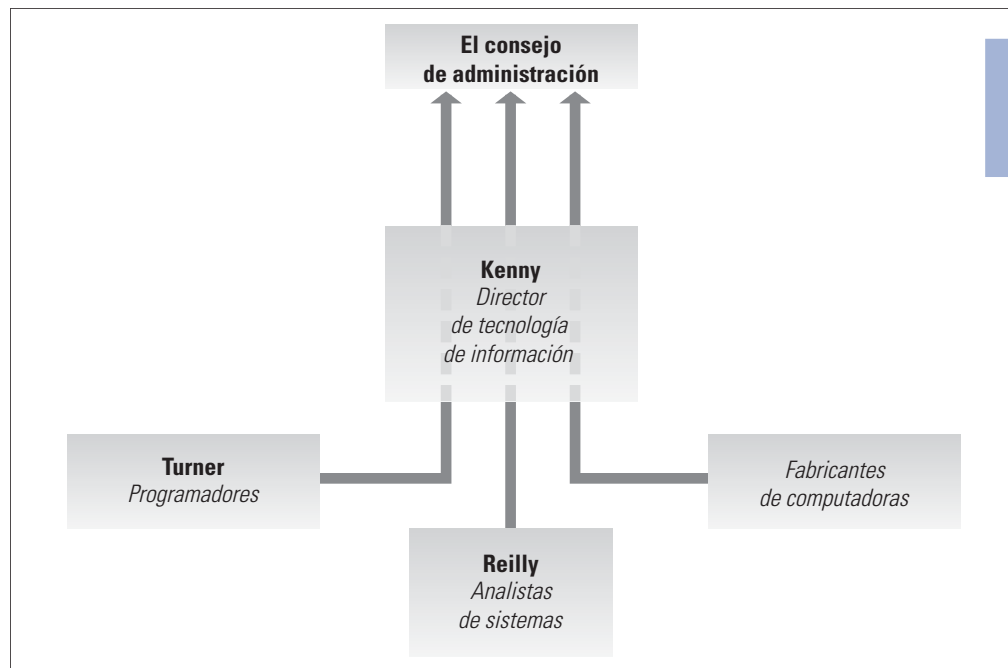 El consejo
de administración
Kenny
Director
de tecnología
de información
Turner
Programadores
Fabricantes
de computadoras
Reilly
Analistas
de sistemas